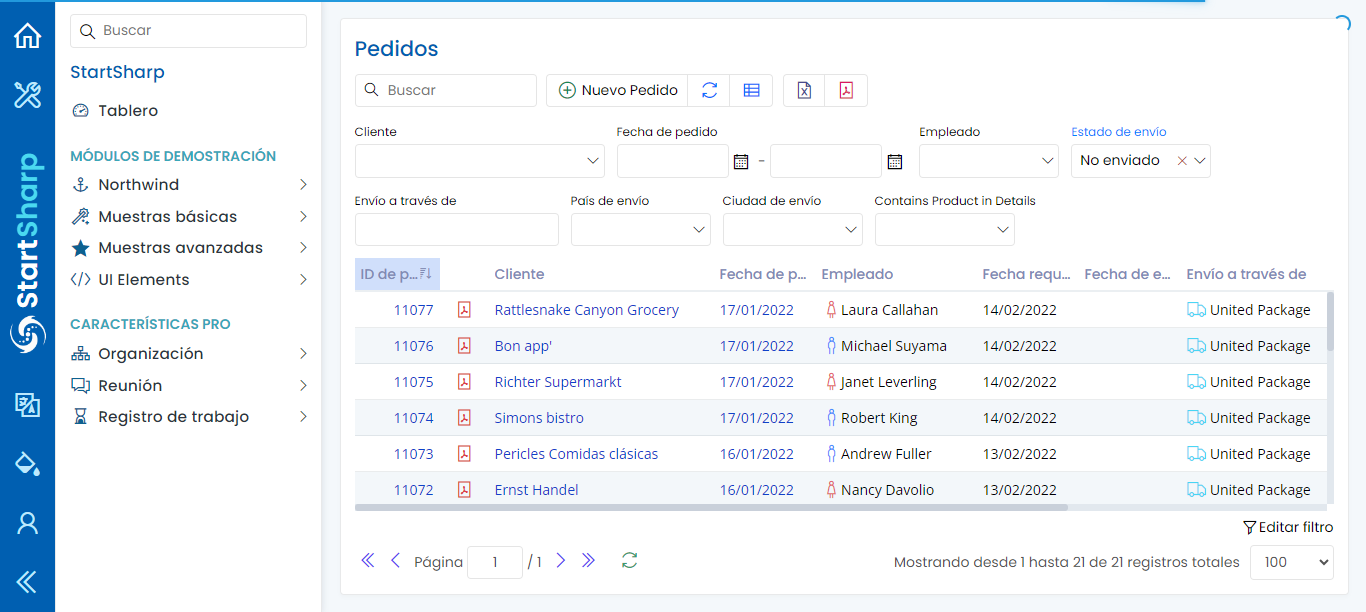 Buscar
StartSharp
Tablero
MÓDULOS DE DEMOSTRACIÓN
Northwind
Muestras básicas
Muestras avanzadas
UI Elements
CARACTERÍSTICAS PRO
Organización
Reunión
Registro de trabajo
StartSharp
Pedidos
Buscar Nuevo Pedido
Cliente Fecha de pedido Empleado Estado de envío
- No enviado
Envío a través de País de envío Ciudad de envío Contains Product in Details
ID de p... Cliente Fecha de p... Empleado Fecha requ... Fecha de e... Envío a través de
11077 Rattlesnake Canyon Grocery 17/01/2022 Laura Callahan 14/02/2022 United Package
11076 Bon app' 17/01/2022 Michael Suyama 14/02/2022 United Package
11075 Richter Supermarkt 17/01/2022 Janet Leverling 14/02/2022 United Package
11074 Simons bistro 17/01/2022 Robert King 14/02/2022 United Package
11073 Pericles Comidas clásicas 16/01/2022 Andrew Fuller 13/02/2022 United Package
11072 Ernst Handel 16/01/2022 Nancy Davolio 13/02/2022 United Package
Editar filtro
Página 1 / 1 Mostrando desde 1 hasta 21 de 21 registros totales 100